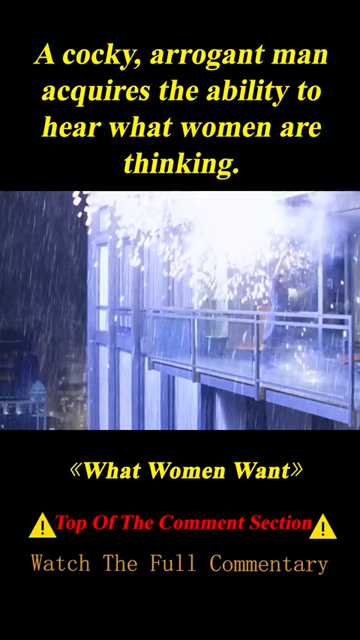 A cocky, arrogant man
acquires the ability to
hear what women are
thinking.
《What Women Want》
Top Of The Comment Section
Watch The Full Commentary